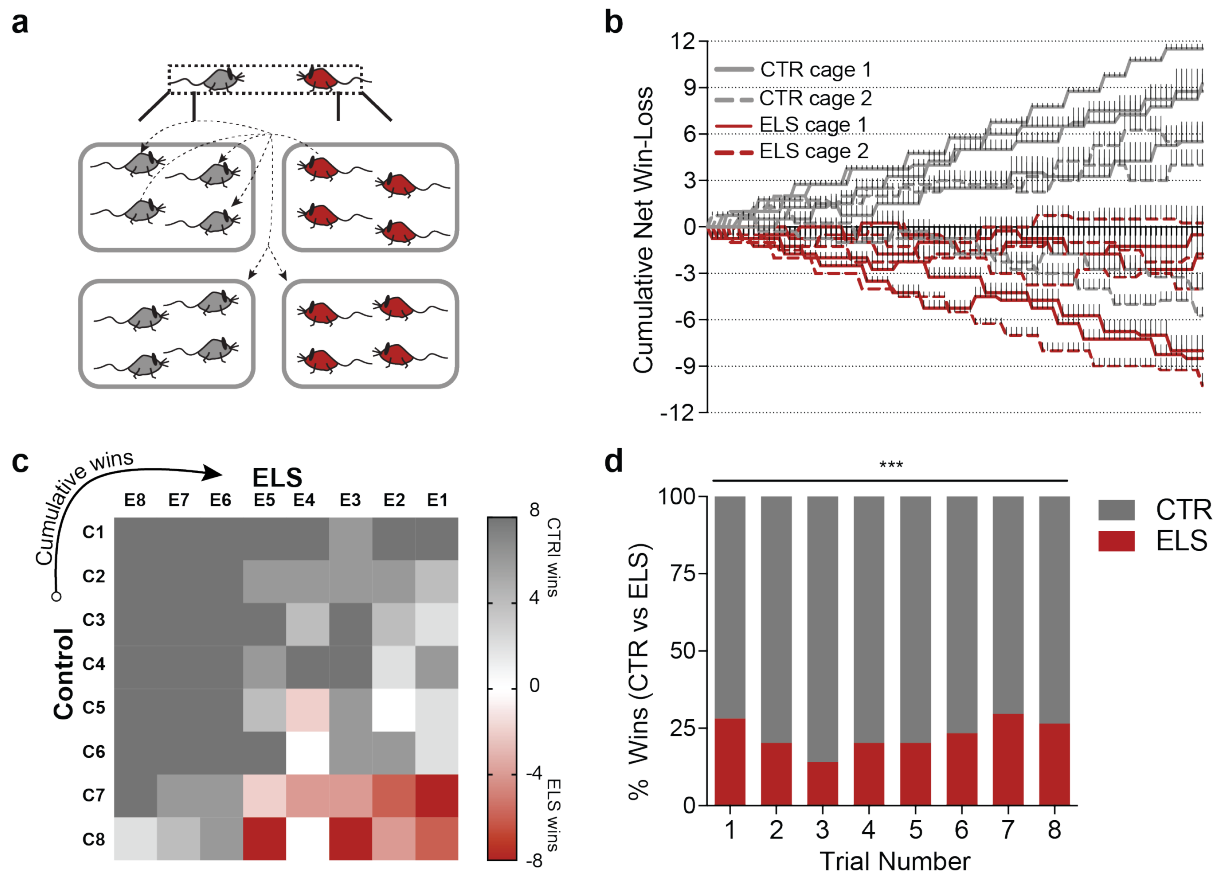 a
b
12
9
6
3
0
-3
-6
-9
-12
Cumulative Net Win-Loss
CTR cage 1
CTR cage 2
ELS cage 1
ELS cage 2
c
Cumulative wins
ELS
E8 E7 E6 E5 E4 E3 E2 E1
Control
C1
C2
C3
C4
C5
C6
C7
C8
8
4
0
-4
-8
CTRl wins
ELS wins
d
***
100
75
50
25
0
% Wins (CTR vs ELS)
1 2 3 4 5 6 7 8
Trial Number
CTR
ELS